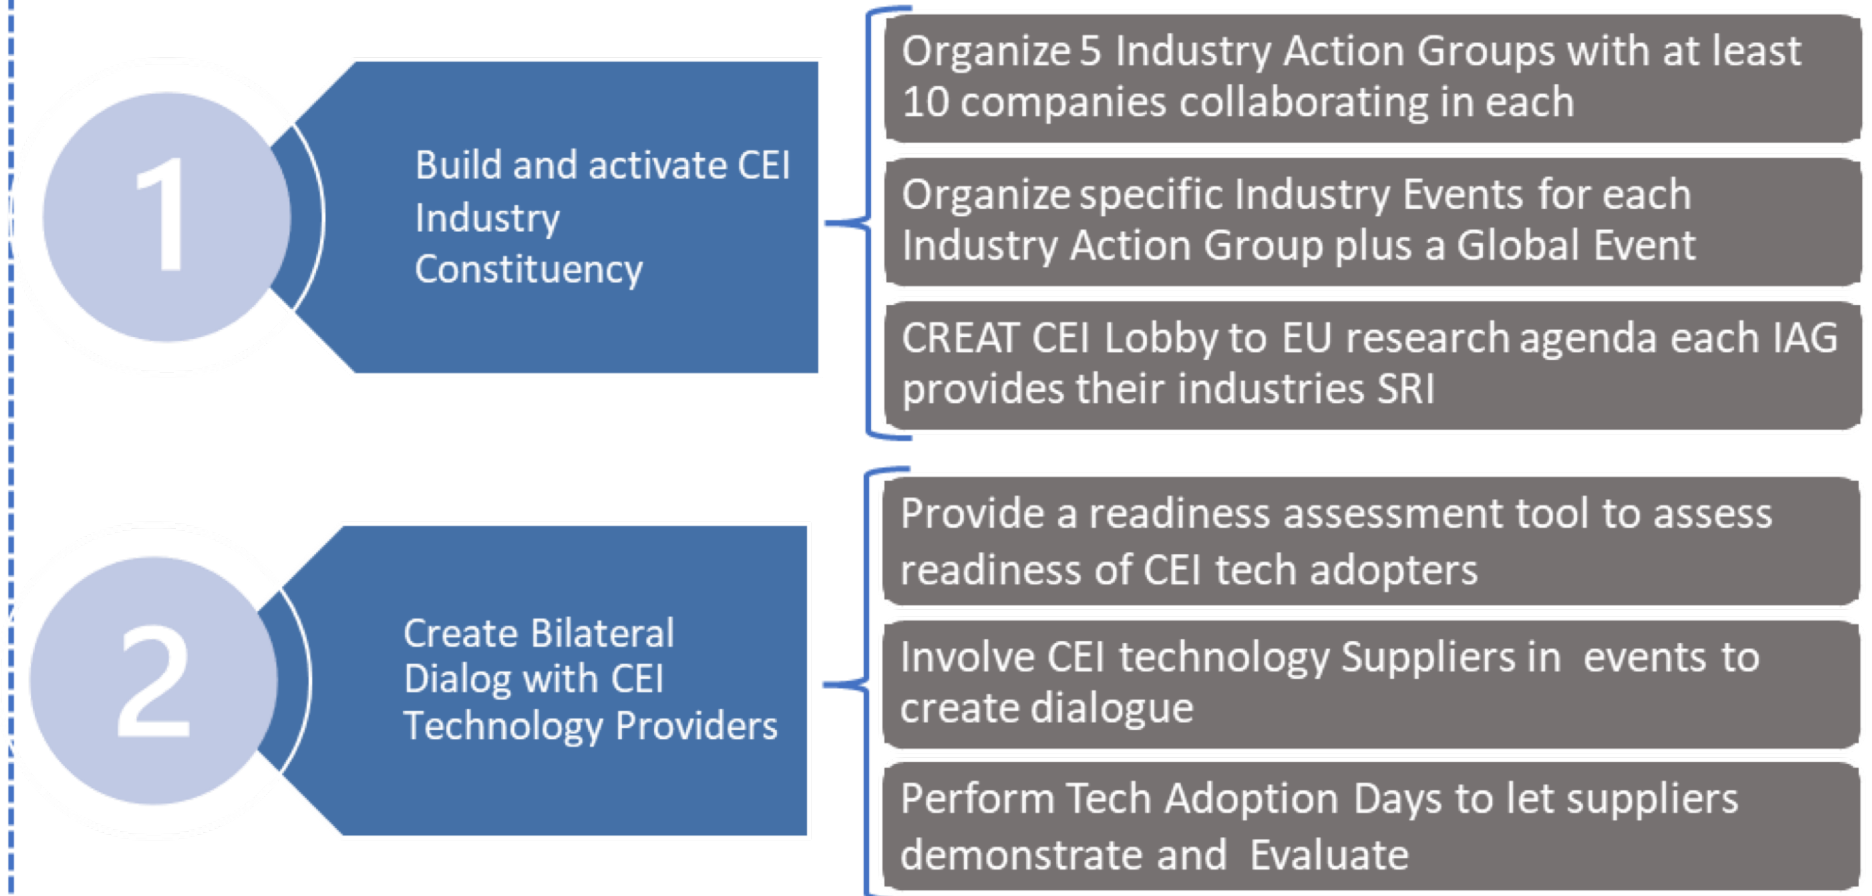 1
Build and activate CEI
Industry
Constituency
Organize 5 Industry Action Groups with at least
10 companies collaborating in each
Organize specific Industry Events for each
Industry Action Group plus a Global Event
CREAT CEI Lobby to EU research agenda each IAG
provides their industries SRI
2
Create Bilateral
Dialog with CEI
Technology Providers
Provide a readiness assessment tool to assess
readiness of CEI tech adopters
Involve CEI technology Suppliers in  events to
create dialogue
Perform Tech Adoption Days to let suppliers
demonstrate and  Evaluate